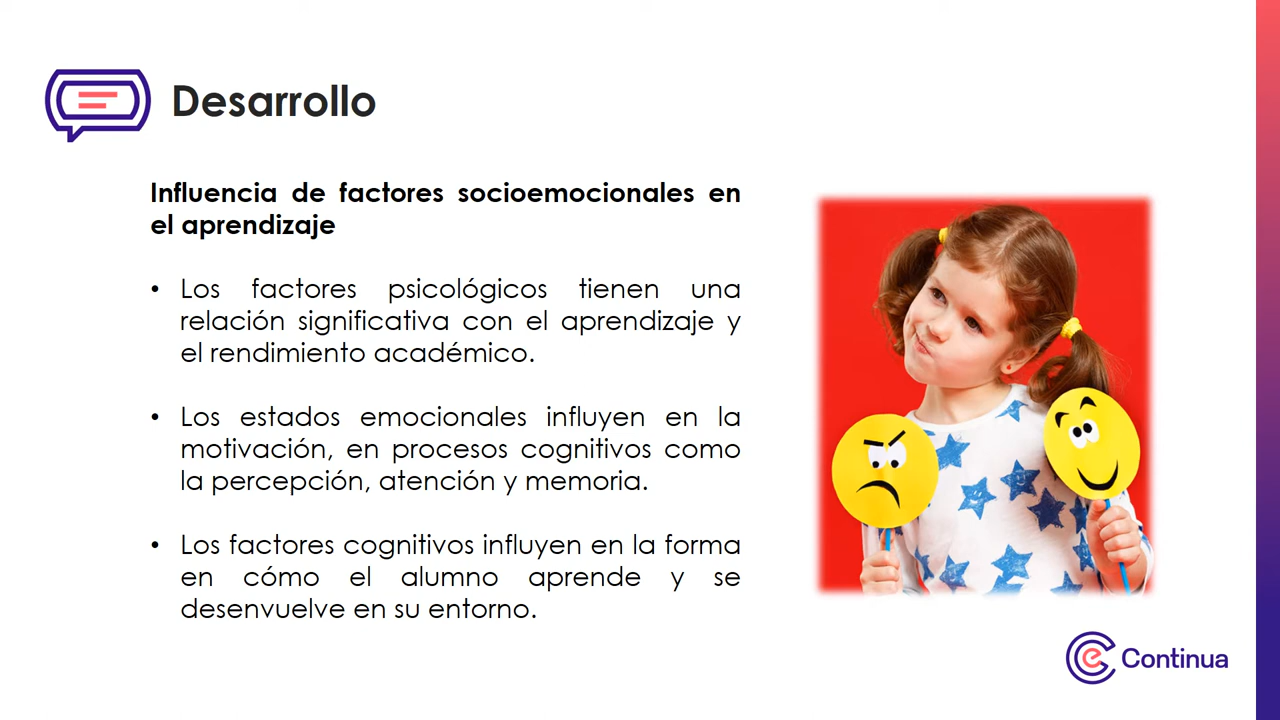 Desarrollo
Influencia de factores socioemocionales en
el aprendizaje
• Los factores psicológicos tienen una
relación significativa con el aprendizaje y
el rendimiento académico.
• Los estados emocionales influyen en la
motivación, en procesos cognitivos como
la percepción, atención y memoria.
• Los factores cognitivos influyen en la forma
en cómo el alumno aprende y se
desenvuelve en su entorno.
e Continua